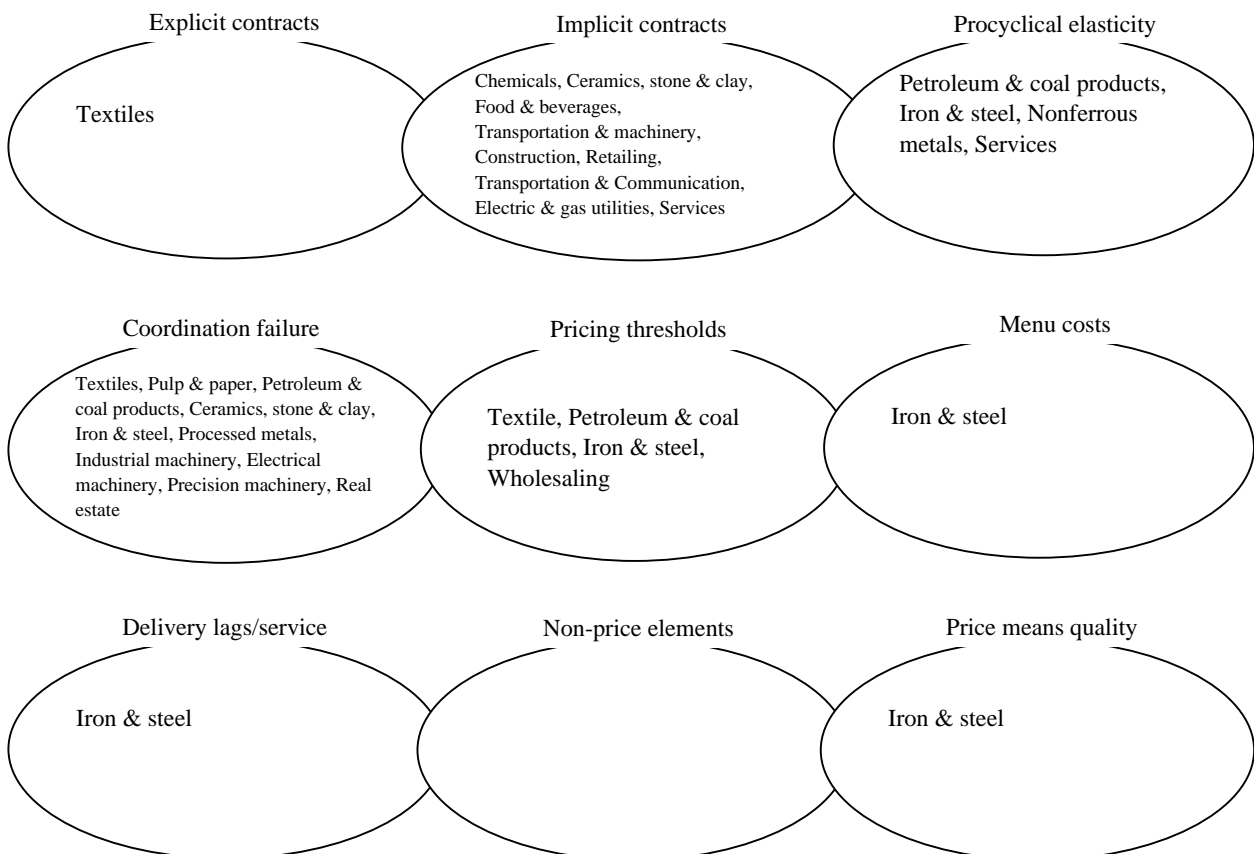 Explicit contracts
Textiles
Implicit contracts
Chemicals, Ceramics, stone & clay,
Food & beverages,
Transportation & machinery,
Construction, Retailing,
Transportation & Communication,
Electric & gas utilities, Services
Procyclical elasticity
Petroleum & coal products,
Iron & steel, Nonferrous
metals, Services
Coordination failure
Textiles, Pulp & paper, Petroleum &
coal products, Ceramics, stone & clay,
Iron & steel, Processed metals,
Industrial machinery, Electrical
machinery, Precision machinery, Real
estate
Pricing thresholds
Textile, Petroleum & coal
products, Iron & steel,
Wholesaling
Menu costs
Iron & steel
Delivery lags/service
Iron & steel
Non-price elements
Price means quality
Iron & steel